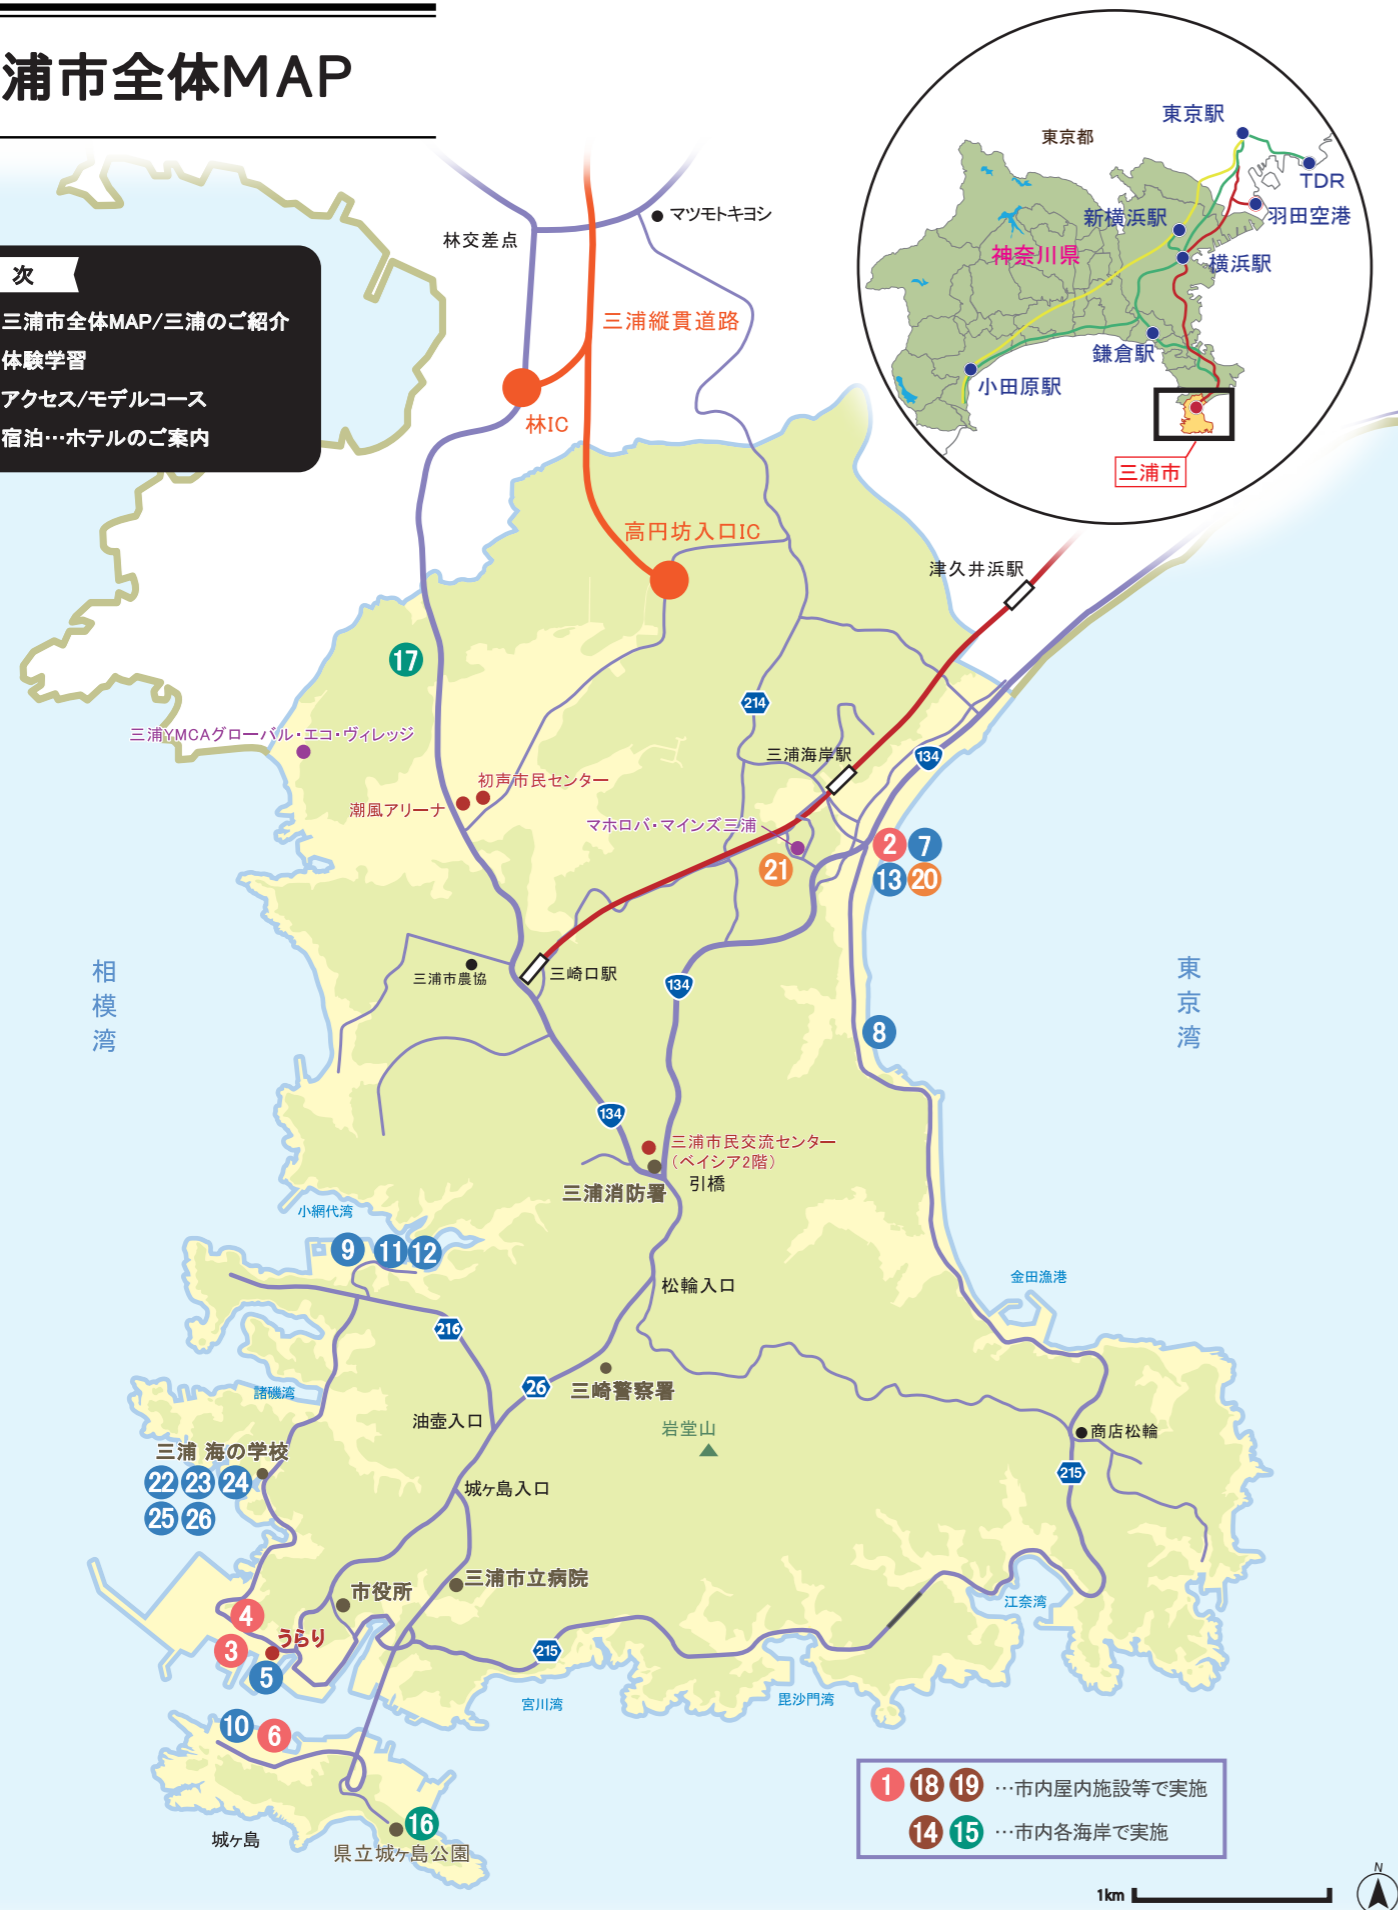 浦市全体MAP
次
三浦市全体MAP/三浦のご紹介
体験学習
アクセス/モデルコース
宿泊…ホテルのご案内
東京都
東京駅
TDR
羽田空港
新横浜駅
神奈川県
横浜駅
鎌倉駅
小田原駅
三浦市
林交差点
マツモトキヨシ
三浦縦貫道路
林IC
高円坊入口IC
津久井浜駅
17
214
三浦YMCAグローバル・エコ・ヴィレッジ
三浦海岸駅
134
初声市民センター
潮風アリーナ
マホロバ・マインズ三浦
2 7
21
13 20
相模湾
東京湾
三浦市農協
三崎口駅
134
8
134
三浦市民交流センター
(ベイシア2階)
三浦消防署
引橋
小網代湾
9 11 12
松輪入口
金田漁港
216
26
三崎警察署
諸磯湾
油壺入口
岩堂山
商店松輪
三浦 海の学校
22 23 24
25 26
215
城ヶ島入口
三浦市立病院
市役所
江奈湾
4
うらり
3
5
215
宮川湾
毘沙門湾
10 6
1 18 19 …市内屋内施設等で実施
14 15 …市内各海岸で実施
16
城ヶ島
県立城ヶ島公園
1km
N